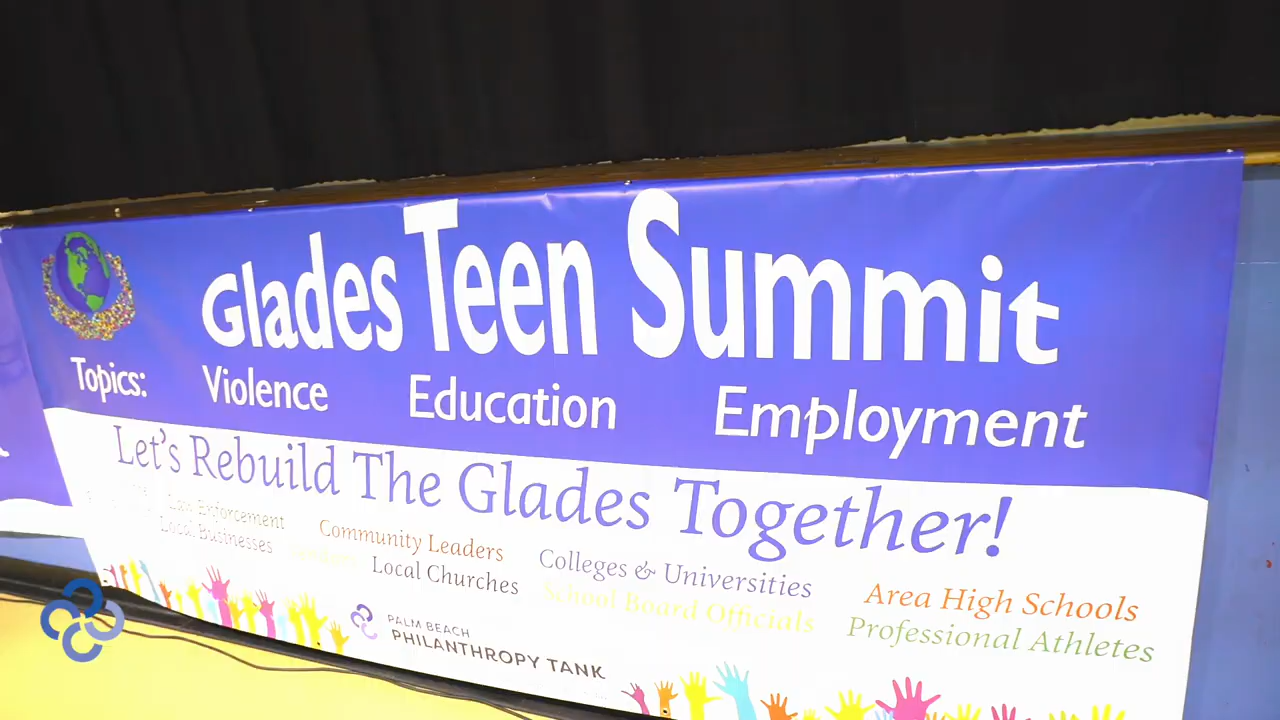 Glades Teen Summit
Topics: Violence Education Employment
Let's Rebuild The Glades Together!
Law Enforcement Community Leaders Colleges & Universities Area High Schools
Local Businesses Local Churches School Board Officials Professional Athletes
PALM BEACH
PHILANTHROPY TANK